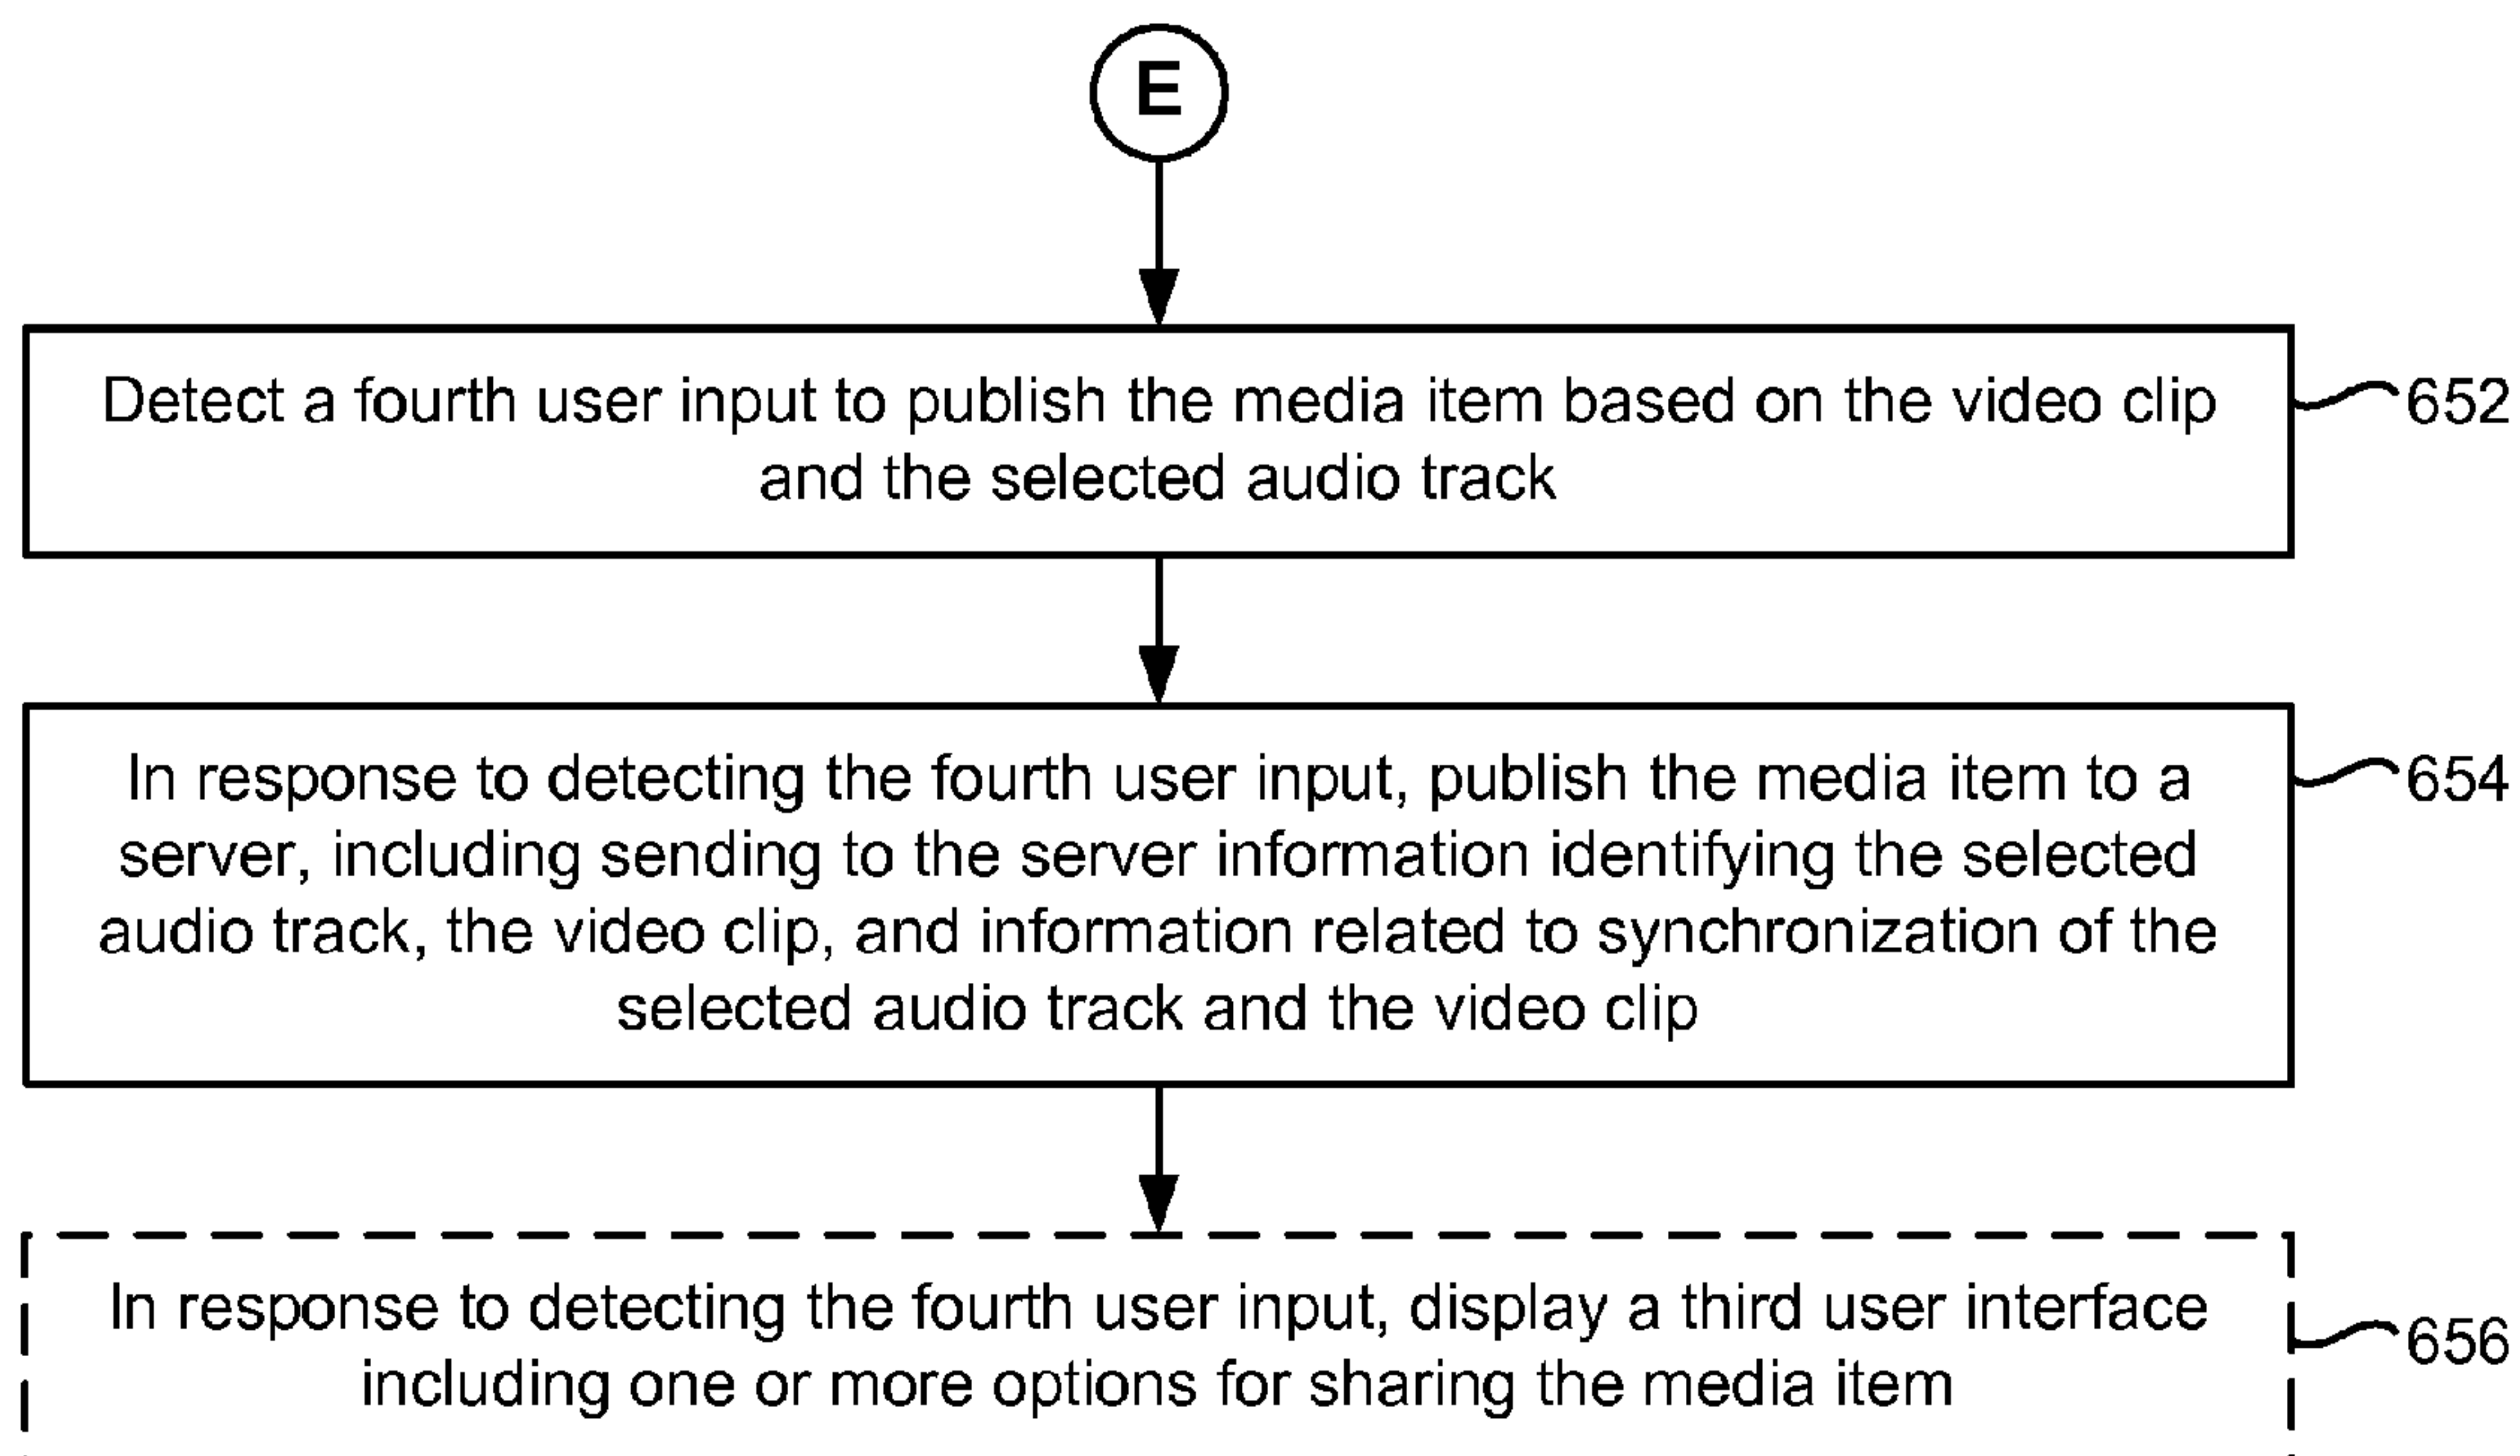 E
Detect a fourth user input to publish the media item based on the video clip
and the selected audio track
652
In response to detecting the fourth user input, publish the media item to a
server, including sending to the server information identifying the selected
audio track, the video clip, and information related to synchronization of the
selected audio track and the video clip
654
In response to detecting the fourth user input, display a third user interface
including one or more options for sharing the media item
656